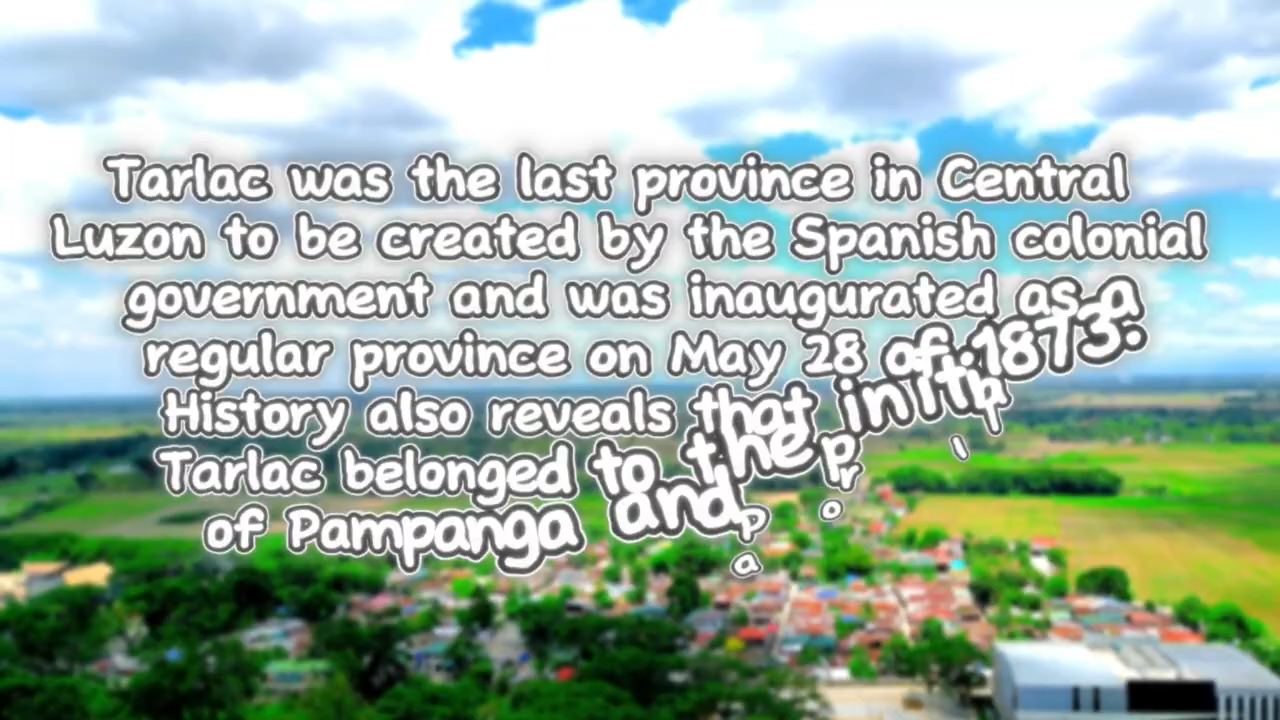 Tarlac was the last province in Central
Luzon to be created by the Spanish colonial
government and was inaugurated as a
regular province on May 28 of 1873.
History also reveals that in
Tarlac belonged to the
of Pampanga and